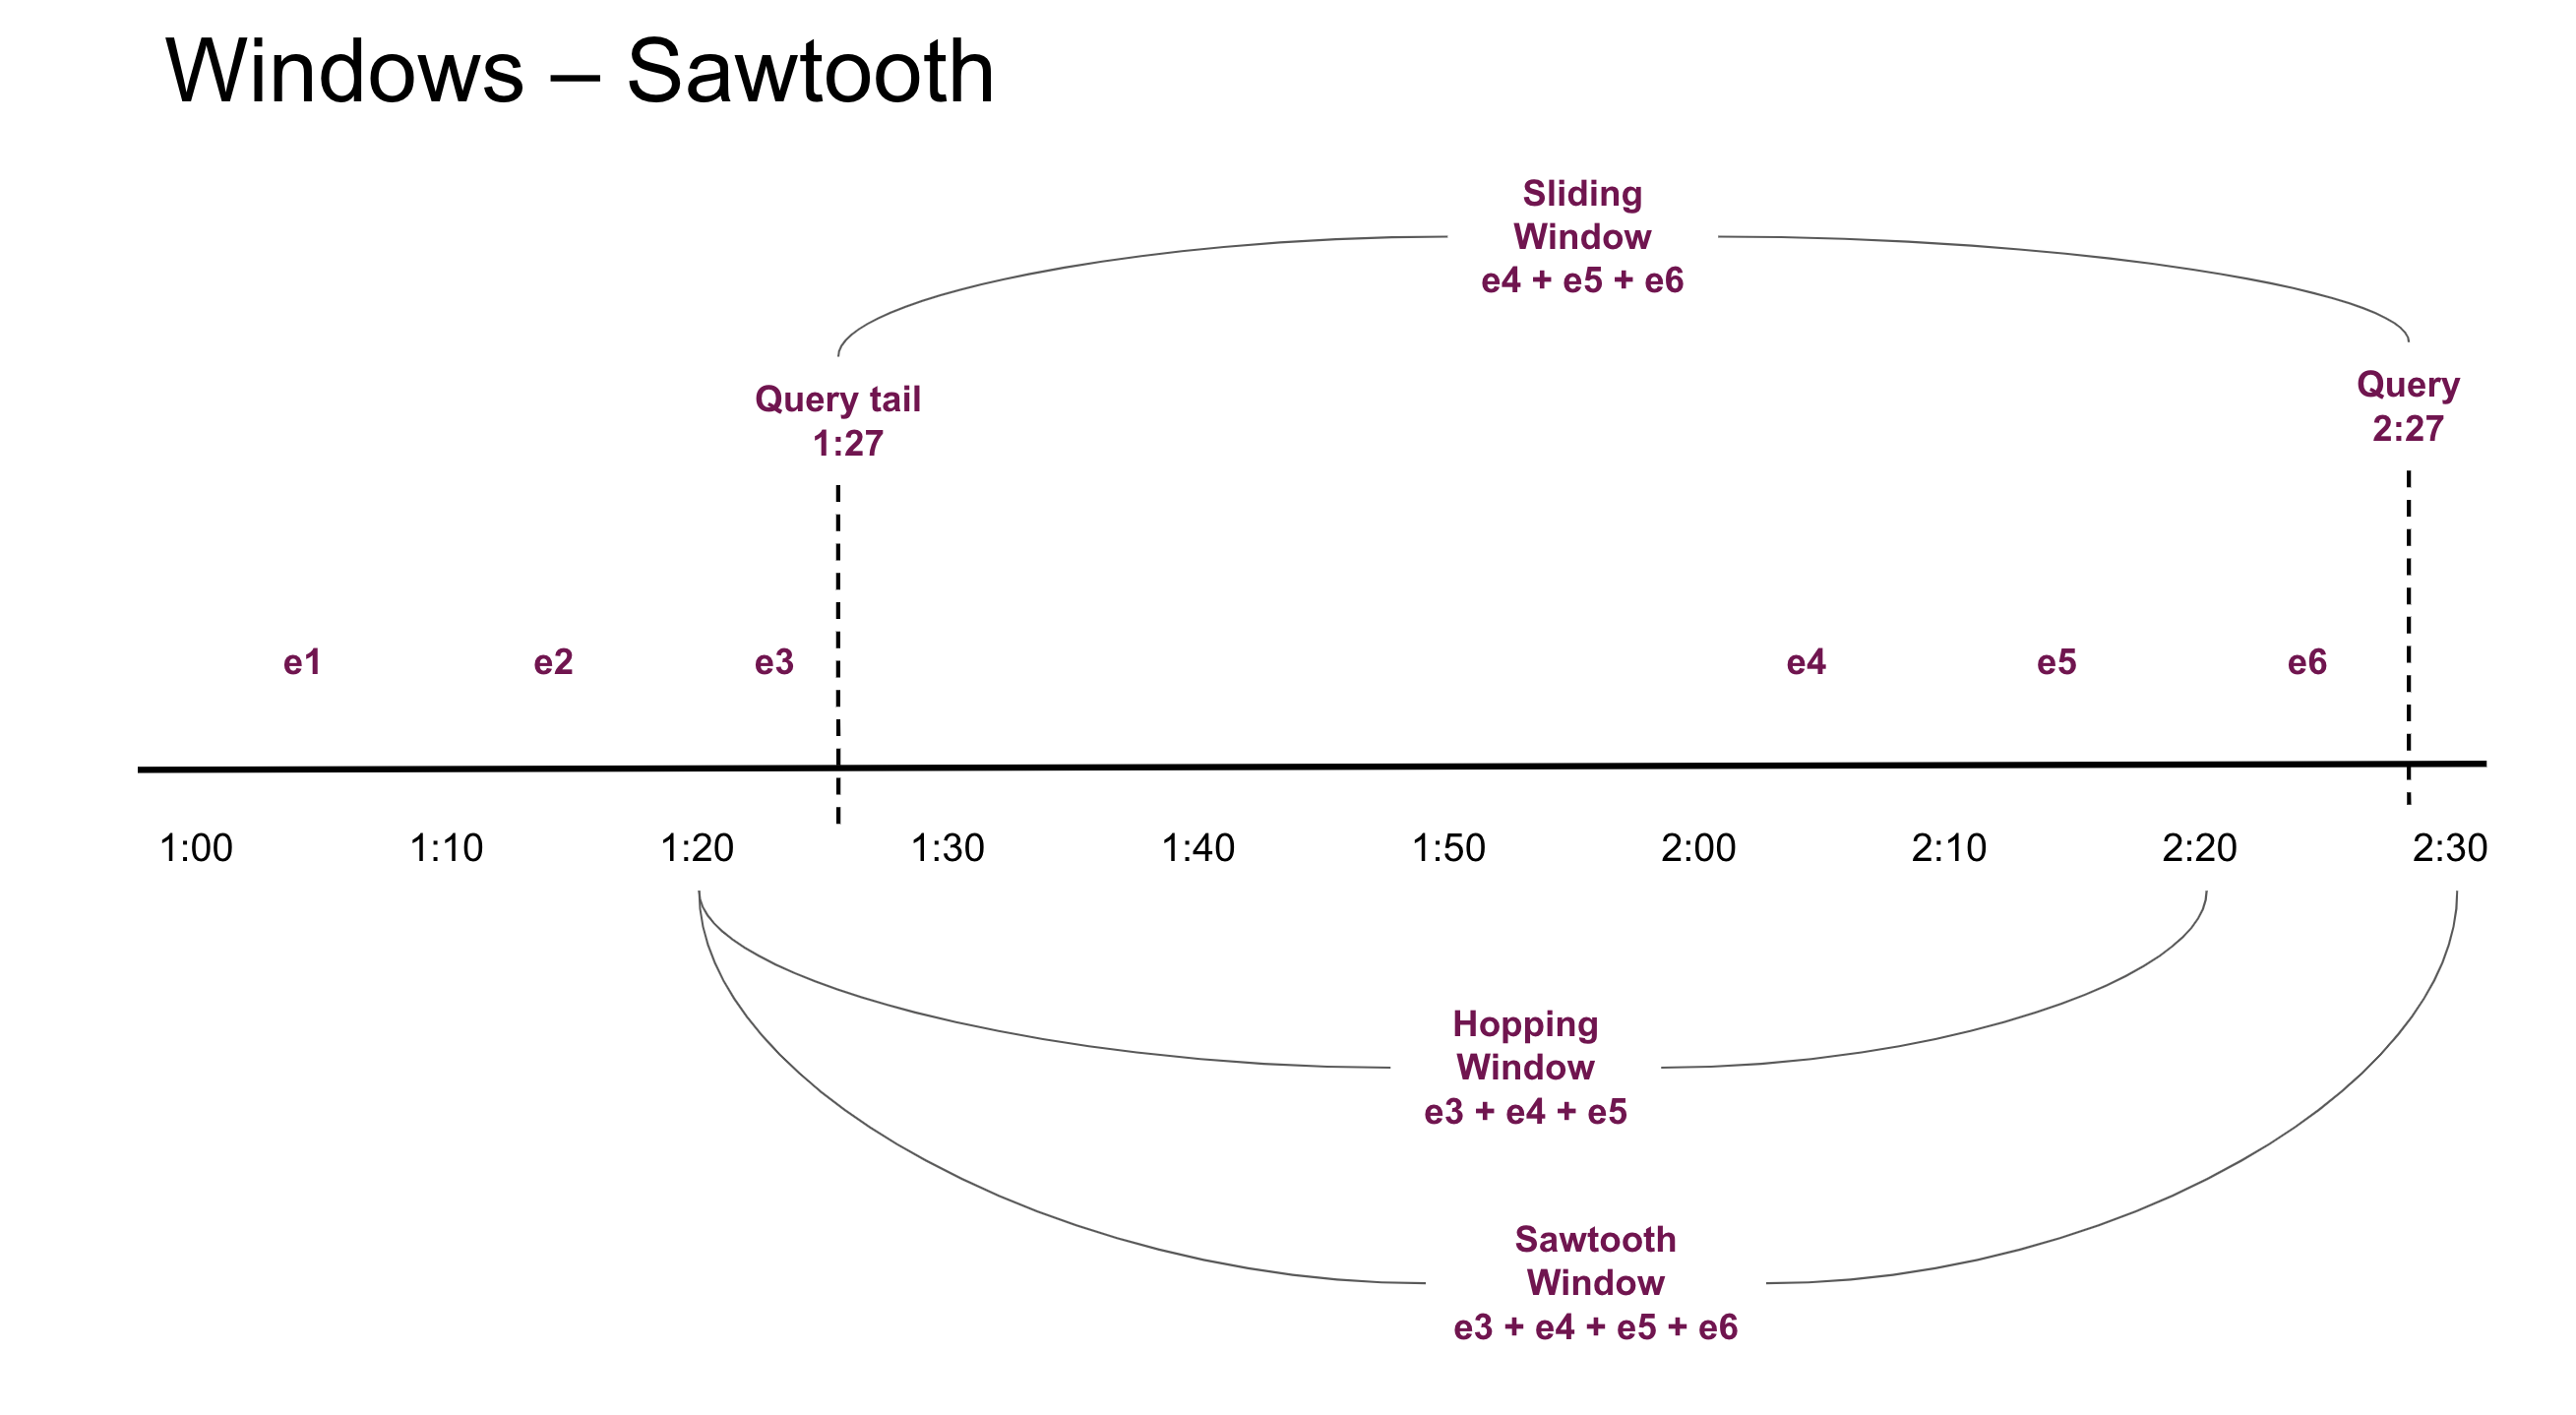 Windows – Sawtooth
Sliding
Window
e4 + e5 + e6
Query tail
1:27
Query
2:27
e1 e2 e3 e4 e5 e6
1:00 1:10 1:20 1:30 1:40 1:50 2:00 2:10 2:20 2:30
Hopping
Window
e3 + e4 + e5
Sawtooth
Window
e3 + e4 + e5 + e6